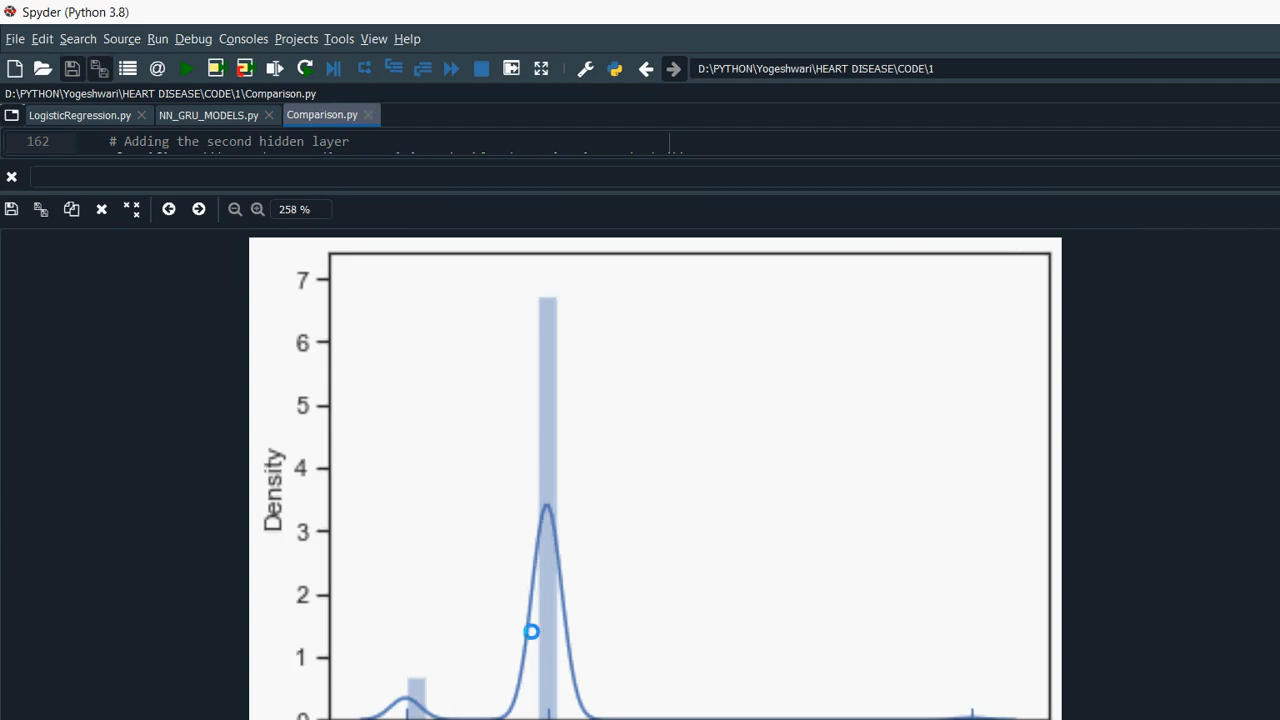 Spyder (Python 3.8)
File Edit Search Source Run Debug Consoles Projects Tools View Help
D:\PYTHON\Yogeshwari\HEART DISEASE\CODE\1
D:\PYTHON\Yogeshwari\HEART DISEASE\CODE\1\Comparison.py
LogisticRegression.py NN_GRU_MODELS.py Comparison.py
162 # Adding the second hidden layer
258 %
7
6
5
4
3
2
1
0
Density